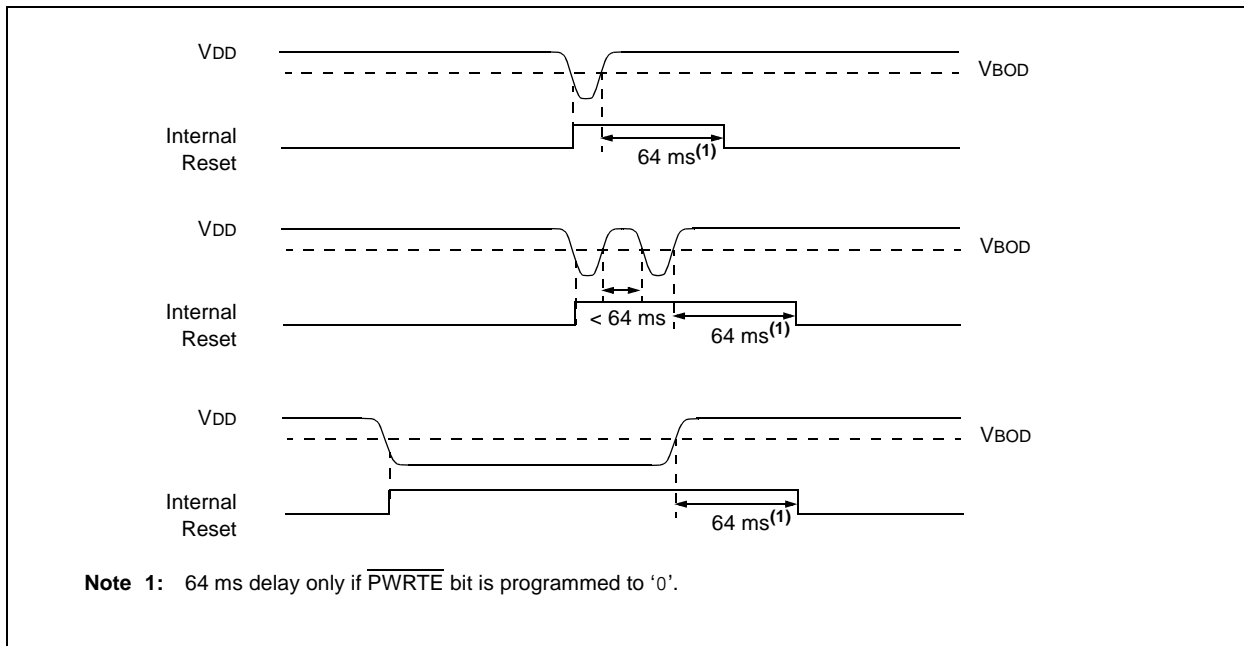 VDD
VBOD
Internal
Reset
64 ms(1)
VDD
VBOD
Internal
Reset
< 64 ms
64 ms(1)
VDD
VBOD
Internal
Reset
64 ms(1)
Note 1: 64 ms delay only if PWRTE bit is programmed to ‘0’.